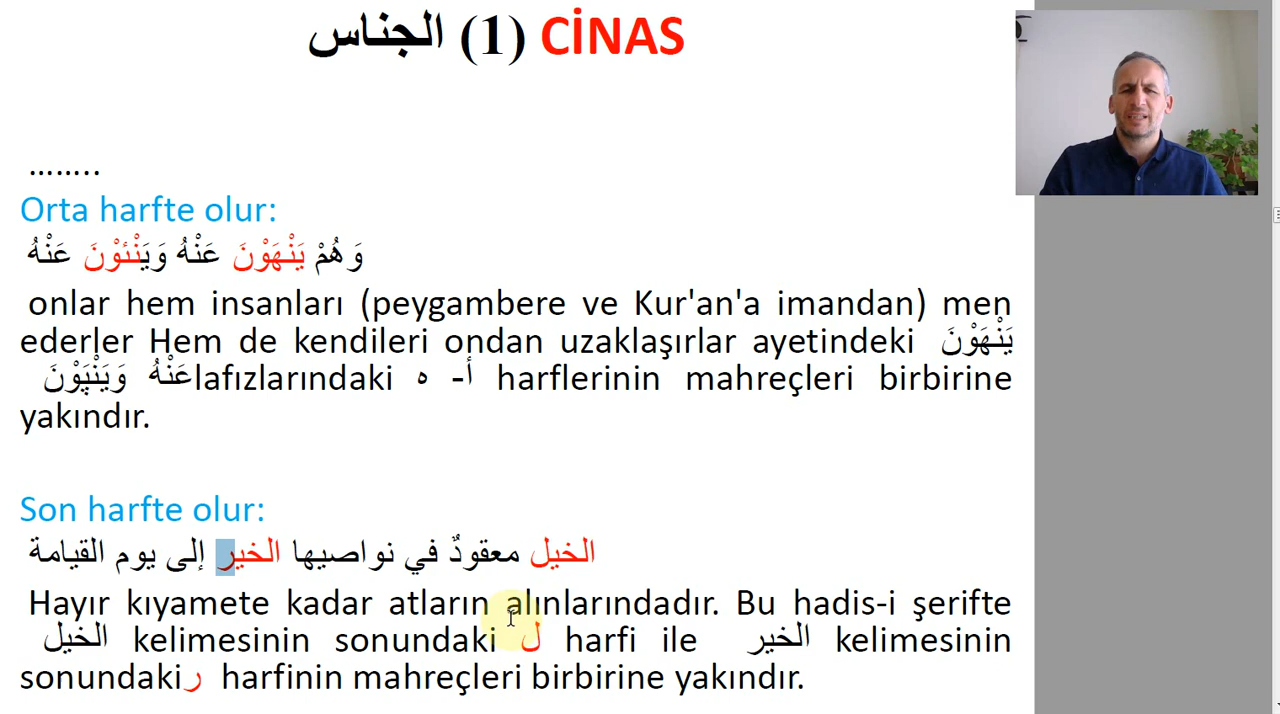 CİNAS (1) الجناس
........
Orta harfte olur:
وَهُمْ يَنْهَوْنَ عَنْهُ وَيَنْئَوْنَ عَنْهُ
onlar hem insanları (peygambere ve Kur'an'a imandan) men
ederler Hem de kendileri ondan uzaklaşırlar ayetindeki يَنْهَوْنَ
عَنْهُ وَيَنْپَوْنَ lafızlarındaki ه -أ harflerinin mahreçleri birbirine
yakındır.
Son harfte olur:
الخيل معقودٌ في نواصيها الخير إلى يوم القيامة
Hayır kıyamete kadar atların alınlarındadır. Bu hadis-i şerifte
الخيل kelimesinin sonundaki ل harfi ile الخير kelimesinin
sonundaki ر harfinin mahreçleri birbirine yakındır.